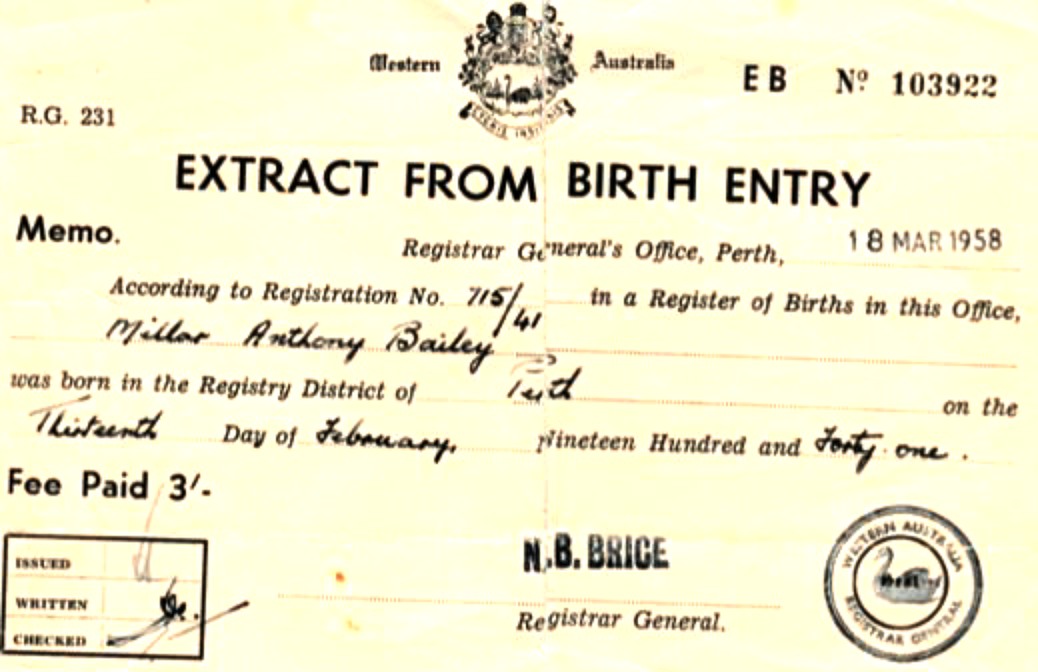 Western Australia
EB Nº 103922
R.G. 231
EXTRACT FROM BIRTH ENTRY
Memo.
Registrar General's Office, Perth, 18 MAR 1958
According to Registration No. 715/41 in a Register of Births in this Office,
Millar Anthony Bailey
was born in the Registry District of Perth on the
Thirteenth Day of February, Nineteen Hundred and Forty one.
Fee Paid 3/-
ISSUED
WRITTEN
CHECKED
N.B. BRICE
Registrar General.
WESTERN AUSTRALIA
REGISTRAR GENERAL